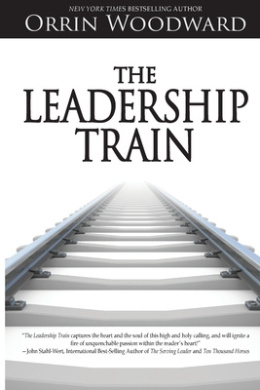 NEW YORK TIMES BESTSELLING AUTHOR
ORRIN WOODWARD
THE
LEADERSHIP
TRAIN
"The Leadership Train captures the heart and the soul of this high and holy calling, and will ignite a
fire of unquenchable passion within the reader's heart!"
—John Stahl-Wert, International Best-Selling Author of The Serving Leader and Ten Thousand Horses